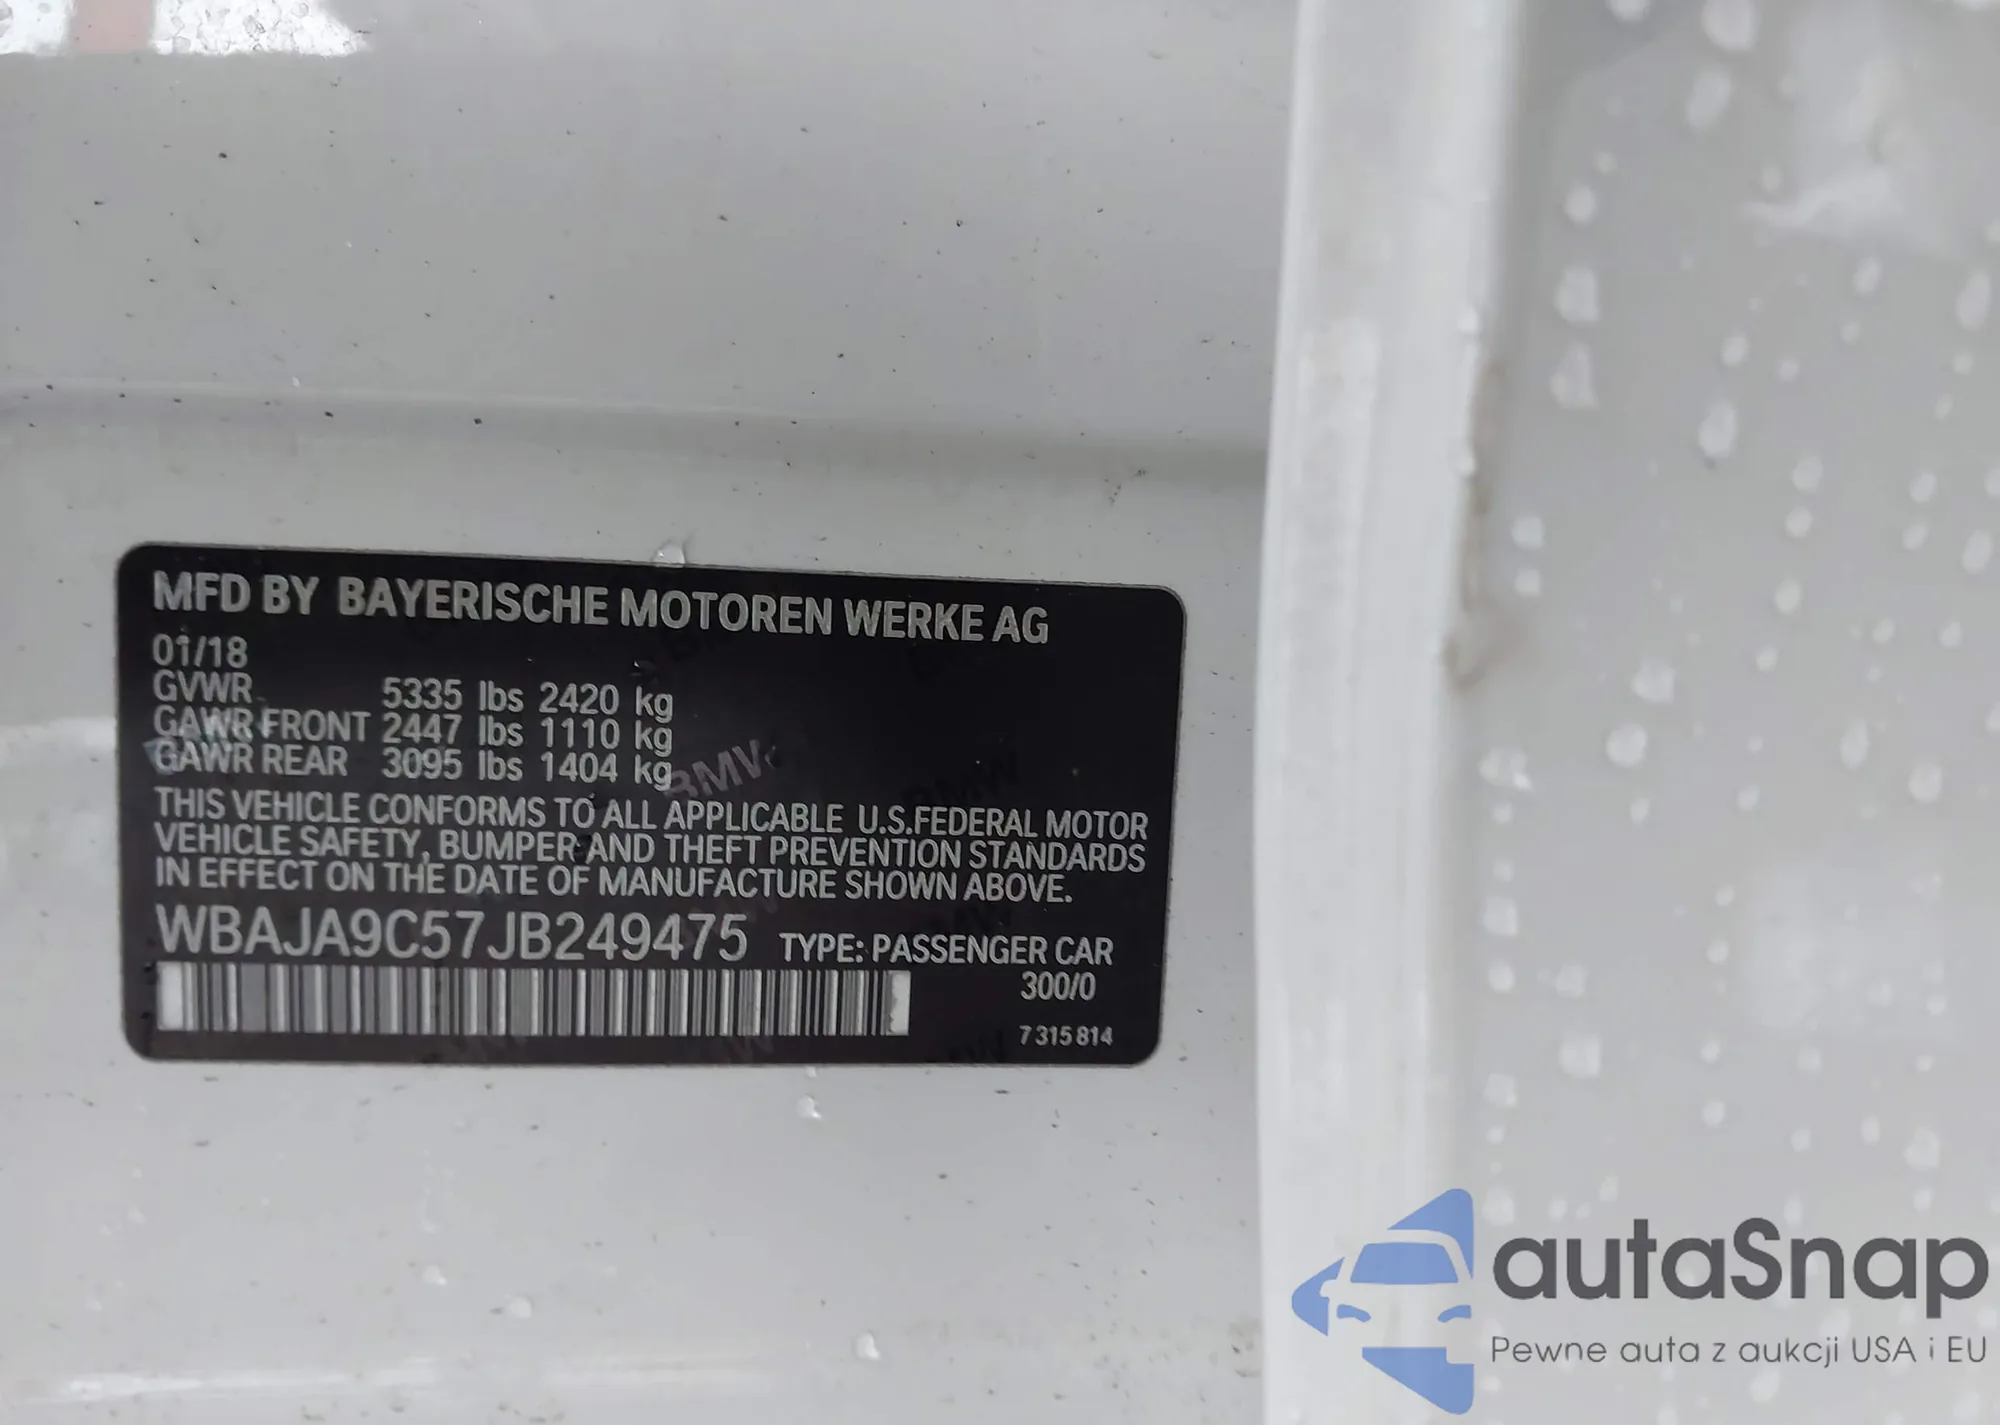 MFD BY BAYERISCHE MOTOREN WERKE AG
01/18
GVWR 5335 lbs 2420 kg
GAWR FRONT 2447 lbs 1110 kg
GAWR REAR 3095 lbs 1404 kg
THIS VEHICLE CONFORMS TO ALL APPLICABLE U.S.FEDERAL MOTOR
VEHICLE SAFETY, BUMPER AND THEFT PREVENTION STANDARDS
IN EFFECT ON THE DATE OF MANUFACTURE SHOWN ABOVE.
WBAJA9C57JB249475 TYPE: PASSENGER CAR
300/0
7 315 814
BMW
autaSnap
Pewne auta z aukcji USA i EU